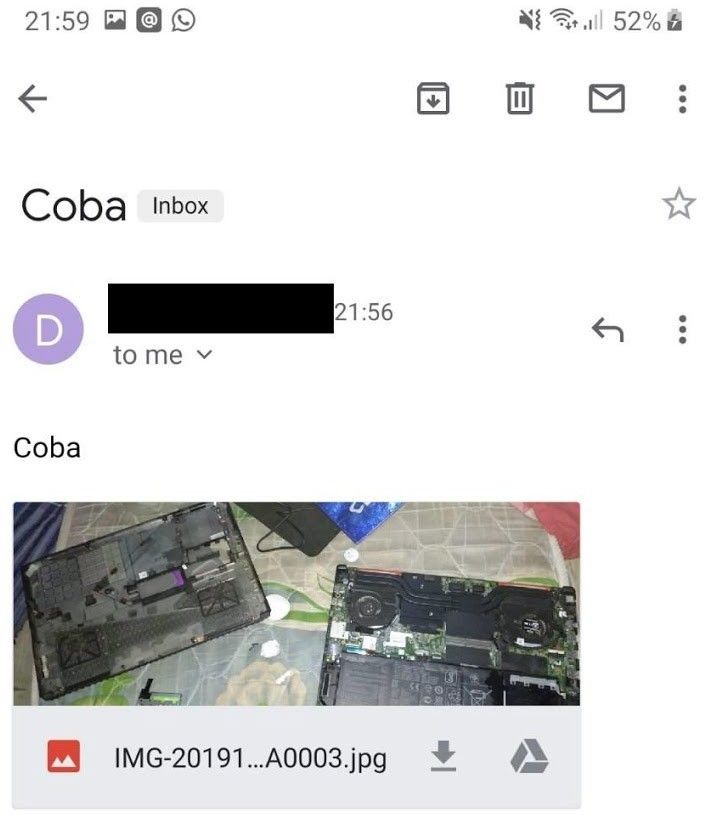 21:59
52%
Coba Inbox
D
21:56
to me
Coba
IMG-20191...A0003.jpg